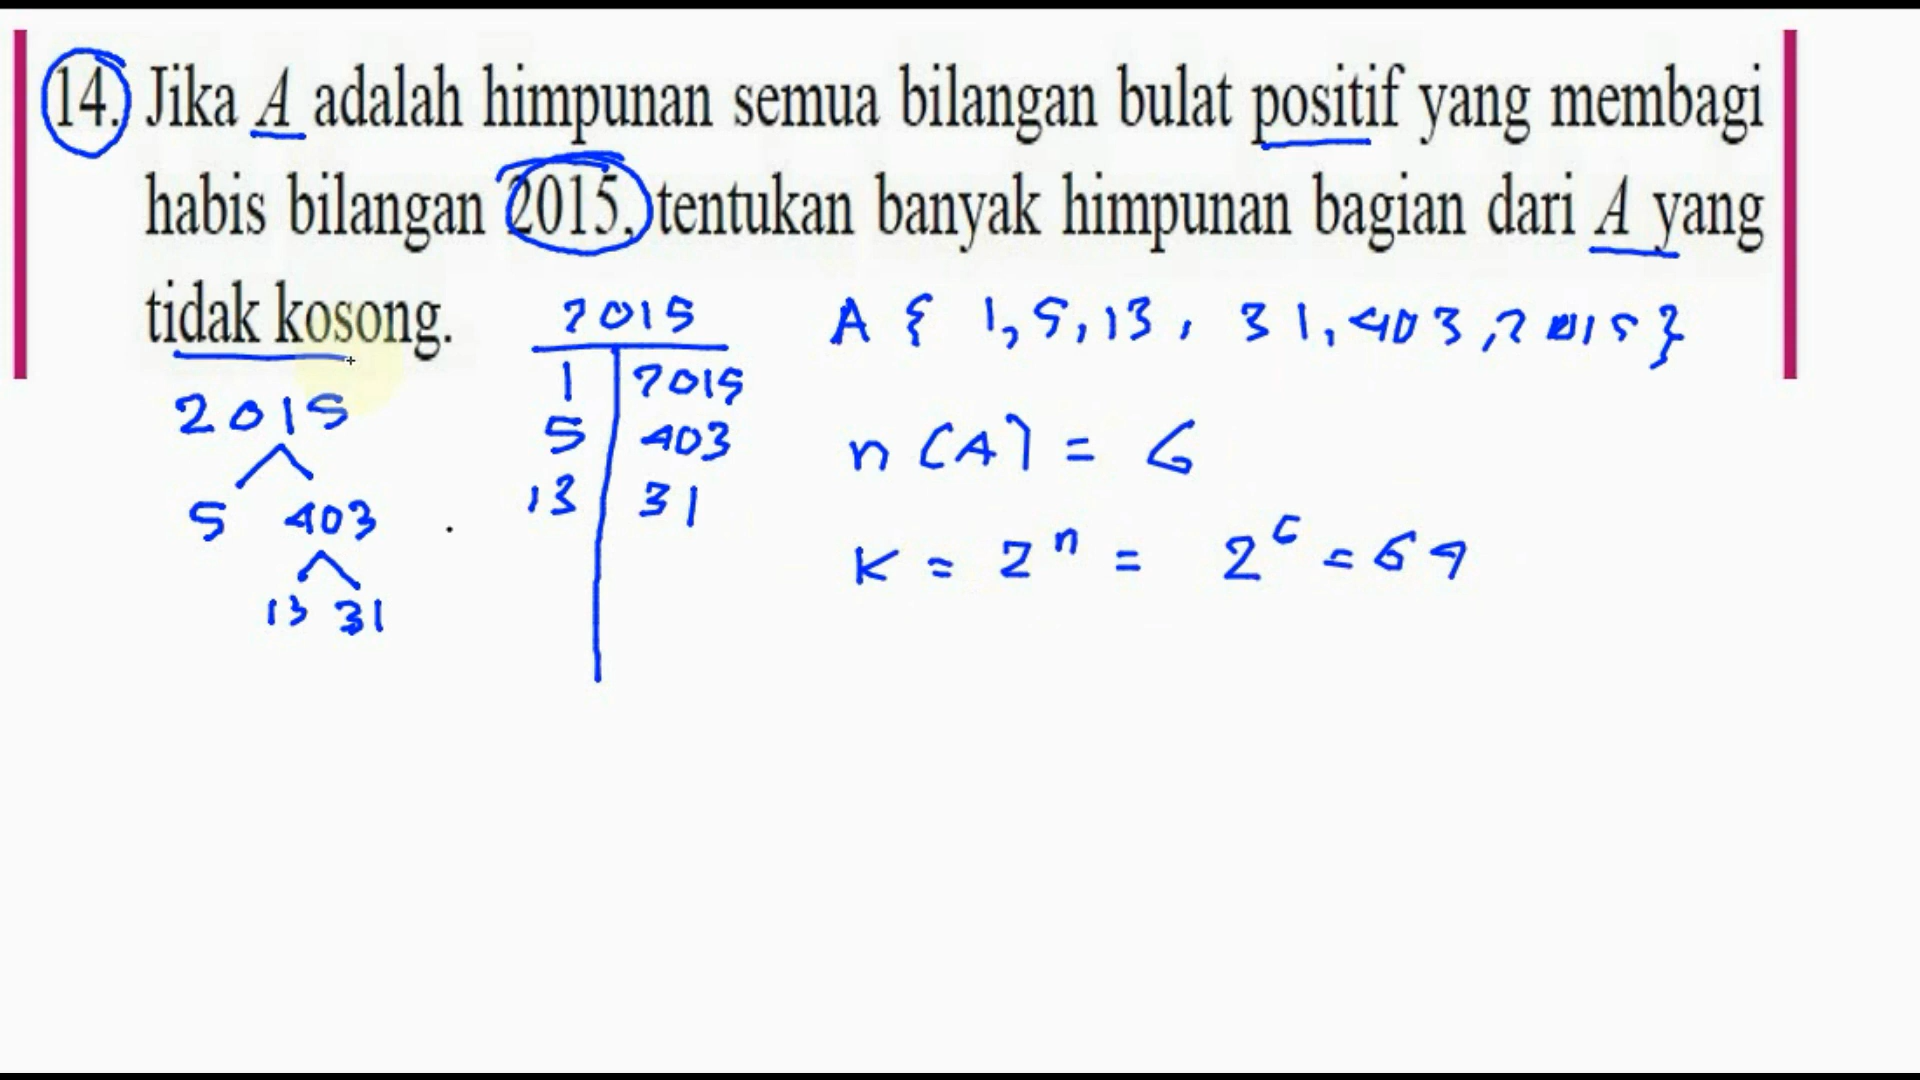 14. Jika A adalah himpunan semua bilangan bulat positif yang membagi
habis bilangan 2015, tentukan banyak himpunan bagian dari A yang
tidak kosong.
2015
5 403
13 31
2015
1 2015
5 403
13 31
A { 1, 5, 13, 31, 403, 2015 }
n (A) = 6
K = 2ⁿ = 2⁶ = 64